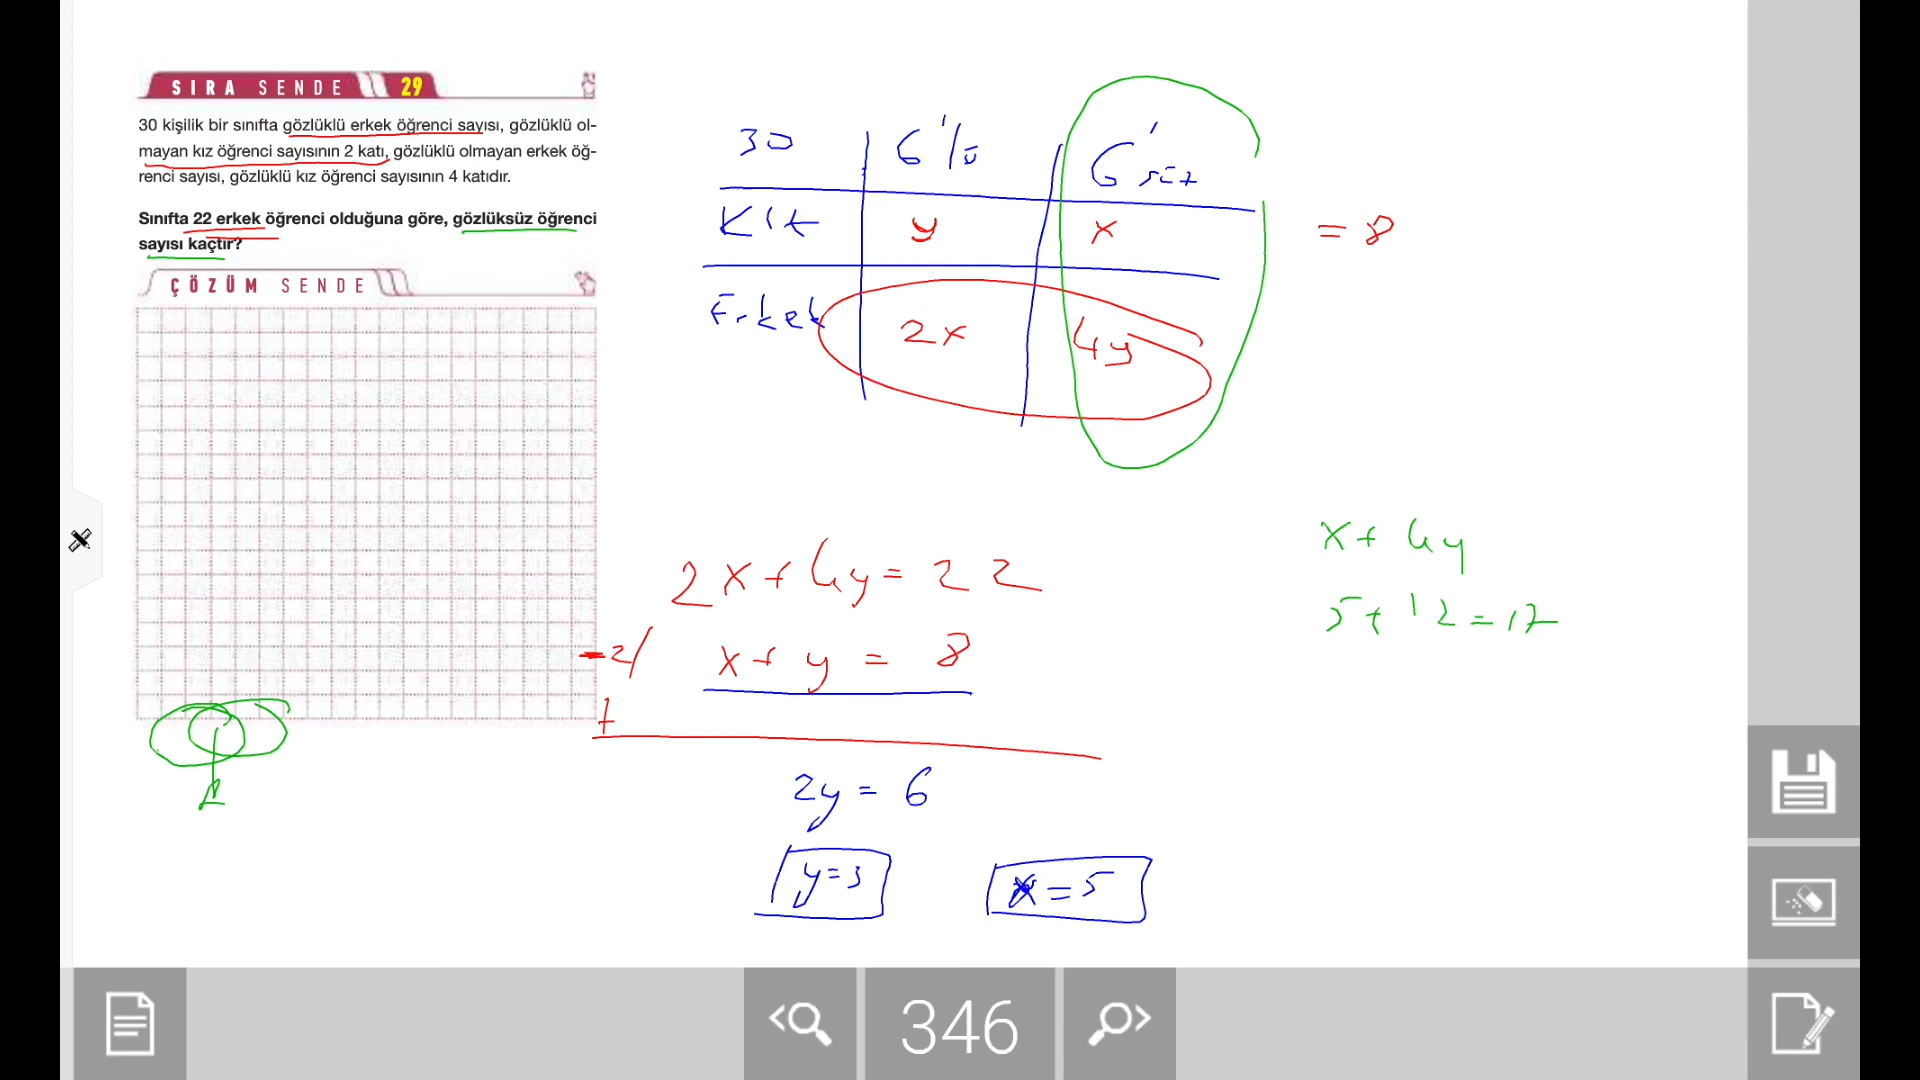 SIRA SENDE 29
30 kişilik bir sınıfta gözlüklü erkek öğrenci sayısı, gözlüklü ol-
mayan kız öğrenci sayısının 2 katı, gözlüklü olmayan erkek öğ-
renci sayısı, gözlüklü kız öğrenci sayısının 4 katıdır.
Sınıfta 22 erkek öğrenci olduğuna göre, gözlüksüz öğrenci
sayısı kaçtır?
ÇÖZÜM SENDE
30 G'lü G'süz
Kız y x = 8
Erkek 2x 4y
2x + 4y = 22
-2/ x + y = 8
+
2y = 6
y = 3 x = 5
x + 4y
5 + 12 = 17
346